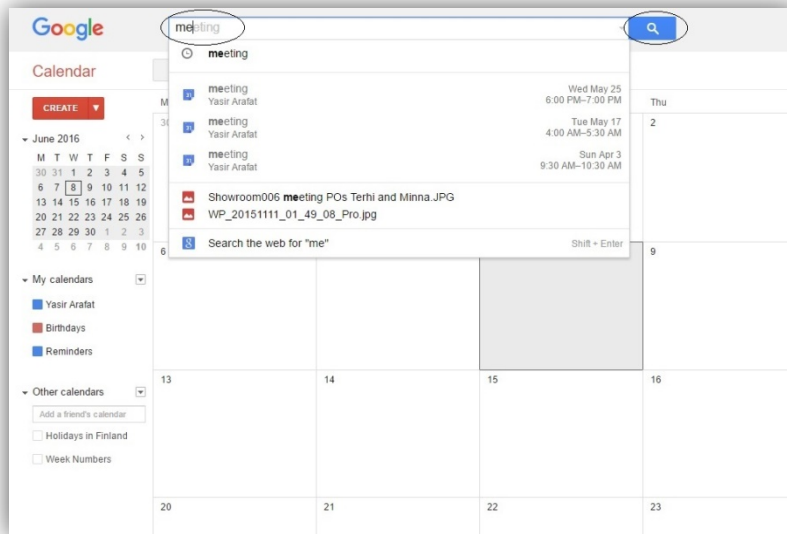 Google
meeting
meeting
Calendar
meeting
Yasir Arafat
Wed May 25
6:00 PM–7:00 PM
meeting
Yasir Arafat
Tue May 17
4:00 AM–5:30 AM
meeting
Yasir Arafat
Sun Apr 3
9:30 AM–10:30 AM
Showroom006 meeting POs Terhi and Minna.JPG
WP_20151111_01_49_08_Pro.jpg
Search the web for "me" Shift + Enter
CREATE
June 2016 < >
M T W T F S S
30 31 1 2 3 4 5
6 7 8 9 10 11 12
13 14 15 16 17 18 19
20 21 22 23 24 25 26
27 28 29 30 1 2 3
4 5 6 7 8 9 10
My calendars
Yasir Arafat
Birthdays
Reminders
Other calendars
Add a friend's calendar
Holidays in Finland
Week Numbers
M Thu
30 2
6 9
13 14 15 16
20 21 22 23